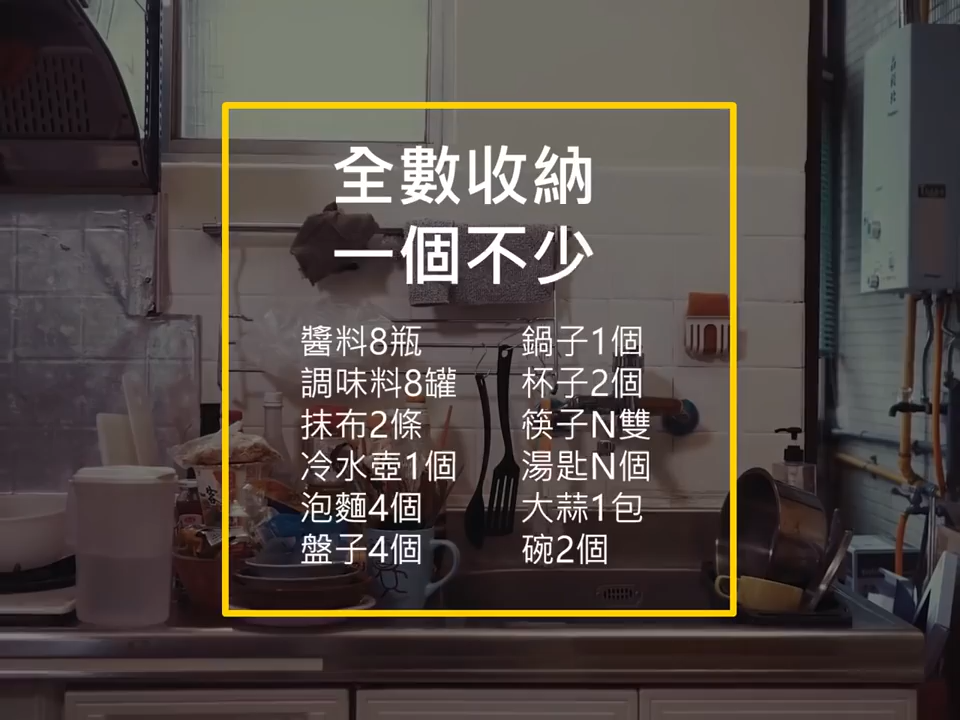 全數收納
一個不少
醬料8瓶
調味料8罐
抹布2條
冷水壺1個
泡麵4個
盤子4個
鍋子1個
杯子2個
筷子N雙
湯匙N個
大蒜1包
碗2個